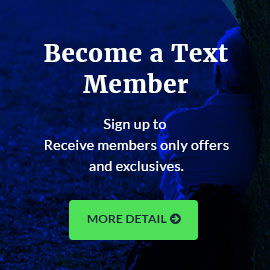 Become a Text
Member
Sign up to
Receive members only offers
and exclusives.
MORE DETAIL